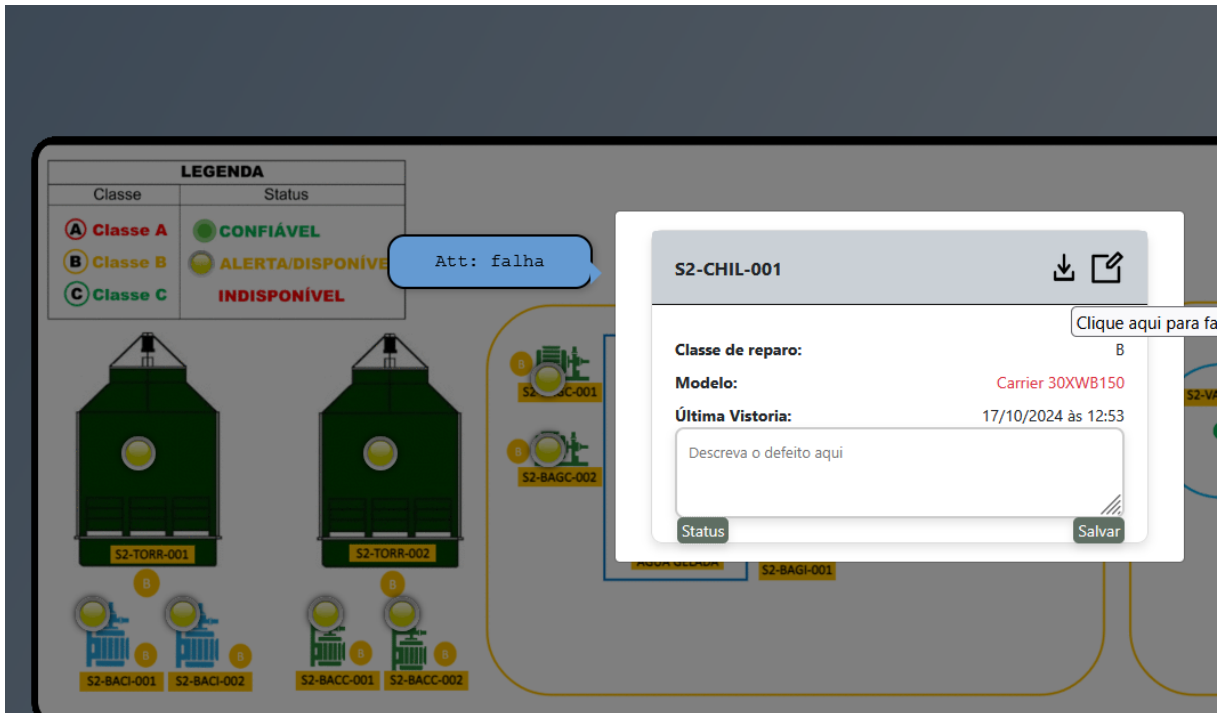 LEGENDA
Classe Status
A Classe A CONFIÁVEL
B Classe B ALERTA/DISPONÍVE
C Classe C INDISPONÍVEL
Att: falha
S2-CHIL-001
Clique aqui para fa
Classe de reparo: B
Modelo: Carrier 30XWB150
Última Vistoria: 17/10/2024 às 12:53
Descreva o defeito aqui
Status Salvar
B
B
S2-BAGC-002
S2-VA
S2-TORR-001
S2-TORR-002
ÁGUA GELADA
S2-BAGI-001
B
B
B
B
B
B
S2-BACI-001
S2-BACI-002
S2-BACC-001
S2-BACC-002